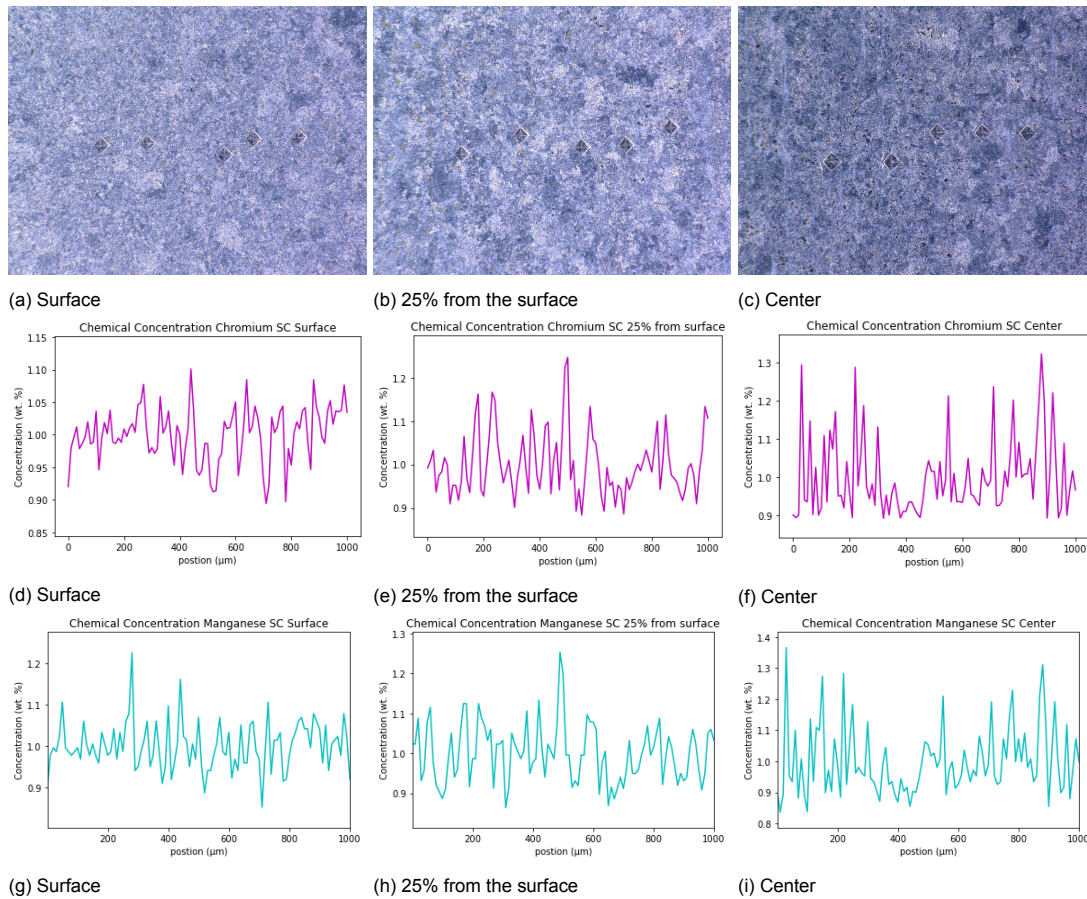 (a) Surface
(b) 25% from the surface
(c) Center
Chemical Concentration Chromium SC Surface
1.15
1.10
1.05
1.00
0.95
0.90
0.85
Concentration (wt. %)
0 200 400 600 800 1000
postion (µm)
Chemical Concentration Chromium SC 25% from surface
1.2
1.1
1.0
0.9
Concentration (wt. %)
0 200 400 600 800 1000
postion (µm)
Chemical Concentration Chromium SC Center
1.3
1.2
1.1
1.0
0.9
Concentration (wt. %)
0 200 400 600 800 1000
postion (µm)
(d) Surface
(e) 25% from the surface
(f) Center
Chemical Concentration Manganese SC Surface
1.2
1.1
1.0
0.9
Concentration (wt. %)
200 400 600 800 1000
postion (µm)
Chemical Concentration Manganese SC 25% from surface
1.3
1.2
1.1
1.0
0.9
Concentration (wt. %)
200 400 600 800 1000
postion (µm)
Chemical Concentration Manganese SC Center
1.4
1.3
1.2
1.1
1.0
0.9
0.8
Concentration (wt. %)
200 400 600 800 1000
postion (µm)
(g) Surface
(h) 25% from the surface
(i) Center